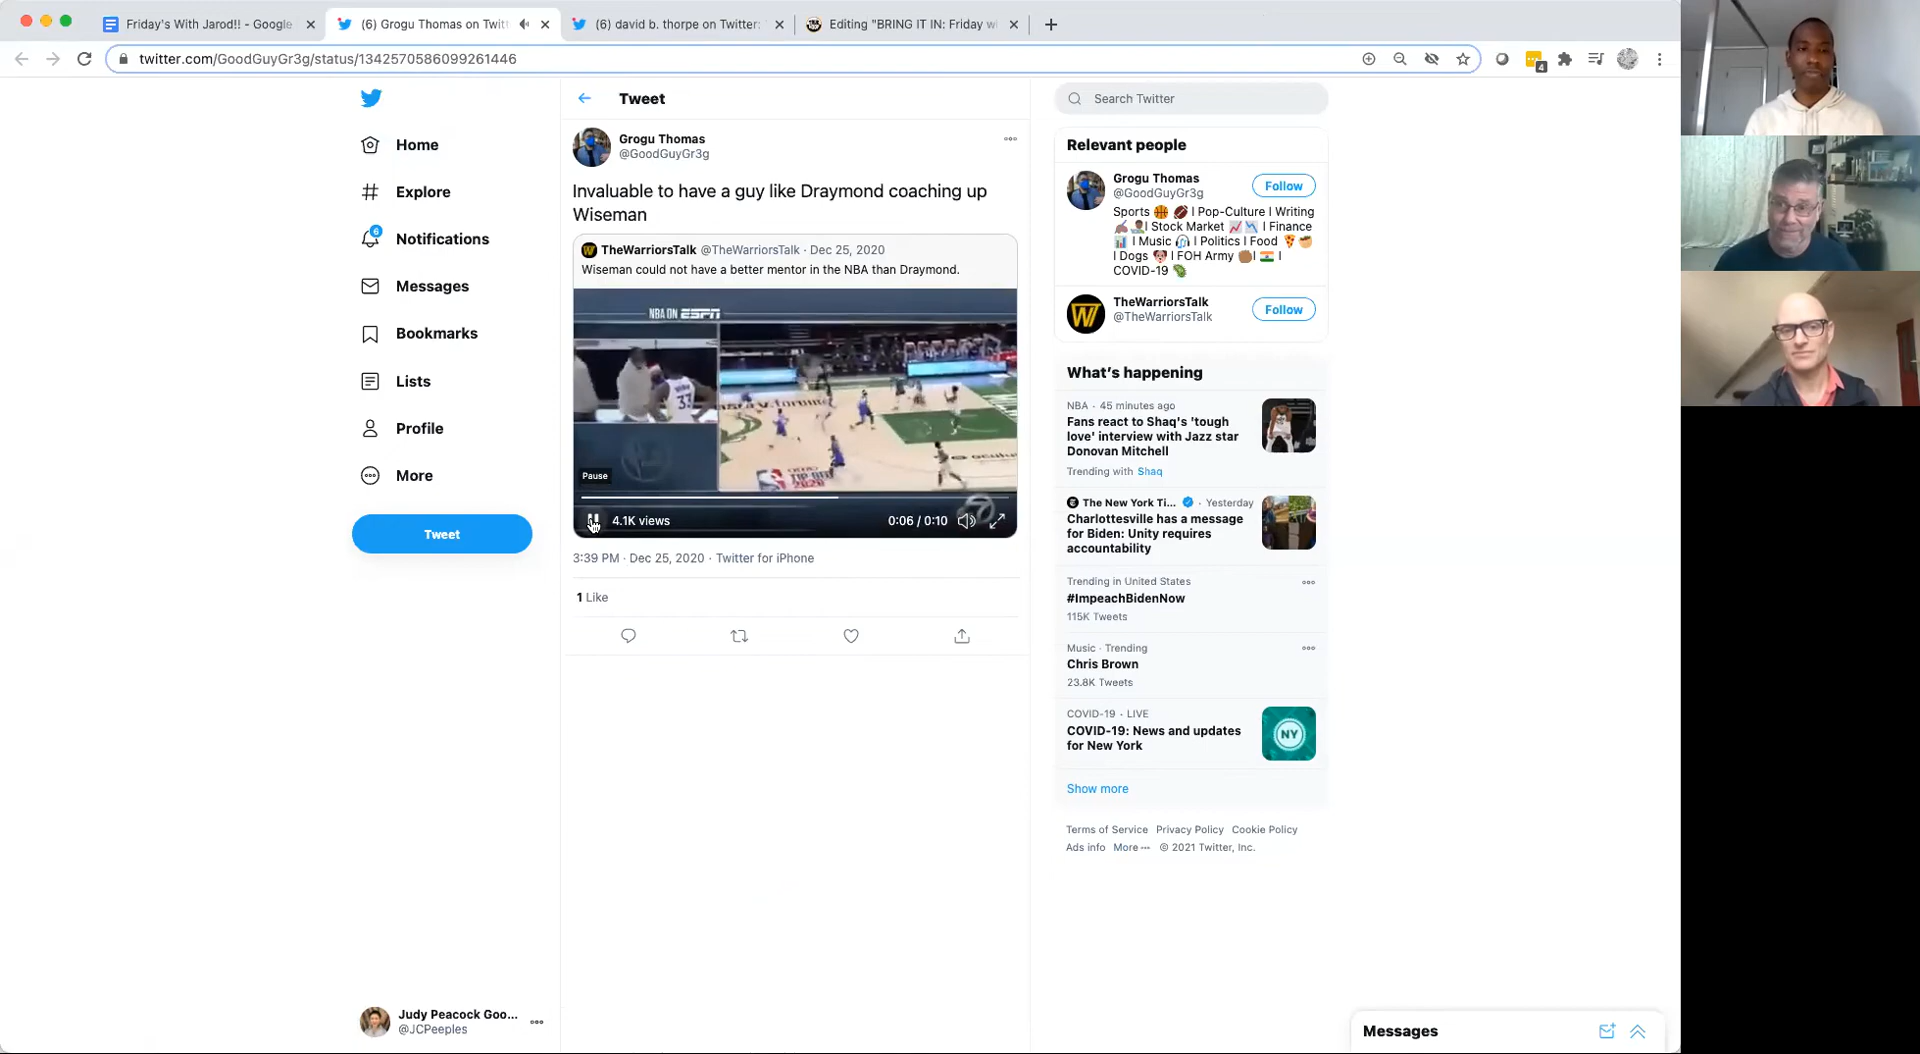 Friday's With Jarod!! - Google
(6) Grogu Thomas on Twitt
(6) david b. thorpe on Twitter:
Editing "BRING IT IN: Friday w
twitter.com/GoodGuyGr3g/status/1342570586099261446
4
Home
Explore
6
Notifications
Messages
Bookmarks
Lists
Profile
More
Tweet
Judy Peacock Goo...
@JCPeeples
Tweet
Grogu Thomas
@GoodGuyGr3g
Invaluable to have a guy like Draymond coaching up
Wiseman
TheWarriorsTalk @TheWarriorsTalk · Dec 25, 2020
Wiseman could not have a better mentor in the NBA than Draymond.
NBA ON ESPN
33
Pause
4.1K views
0:06 / 0:10
3:39 PM · Dec 25, 2020 · Twitter for iPhone
1 Like
Search Twitter
Relevant people
Grogu Thomas
@GoodGuyGr3g
Follow
Sports 🏀 🏈 I Pop-Culture I Writing
I Stock Market 📈 📉 I Finance
📊 I Music 🎧 I Politics I Food 🍕🍑
I Dogs 🐶 I FOH Army ✊🏾I 🇮🇳 I
COVID-19 🦠
TheWarriorsTalk
@TheWarriorsTalk
Follow
What's happening
NBA · 45 minutes ago
Fans react to Shaq's 'tough
love' interview with Jazz star
Donovan Mitchell
Trending with Shaq
The New York Ti... · Yesterday
Charlottesville has a message
for Biden: Unity requires
accountability
Trending in United States
#ImpeachBidenNow
115K Tweets
Music · Trending
Chris Brown
23.8K Tweets
COVID-19 · LIVE
COVID-19: News and updates
for New York
NY
Show more
Terms of Service Privacy Policy Cookie Policy
Ads info More ··· © 2021 Twitter, Inc.
Messages